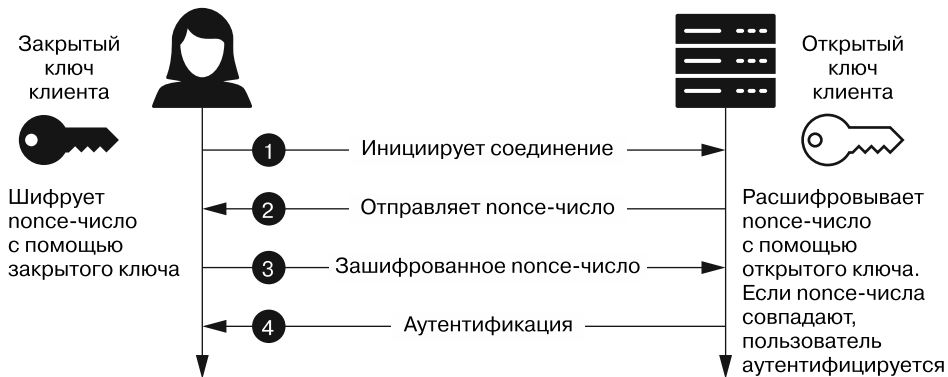 Закрытый
ключ
клиента
Открытый
ключ
клиента
1 Инициирует соединение
2 Отправляет nonce-число
3 Зашифрованное nonce-число
4 Аутентификация
Шифрует
nonce-число
с помощью
закрытого ключа
Расшифровывает
nonce-число
с помощью
открытого ключа.
Если nonce-числа
совпадают,
пользователь
аутентифицируется